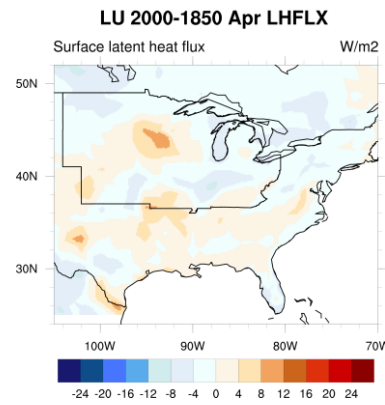 LU 2000-1850 Apr LHFLX
Surface latent heat flux W/m2
50N
40N
30N
100W 90W 80W 70W
-24 -20 -16 -12 -8 -4 0 4 8 12 16 20 24